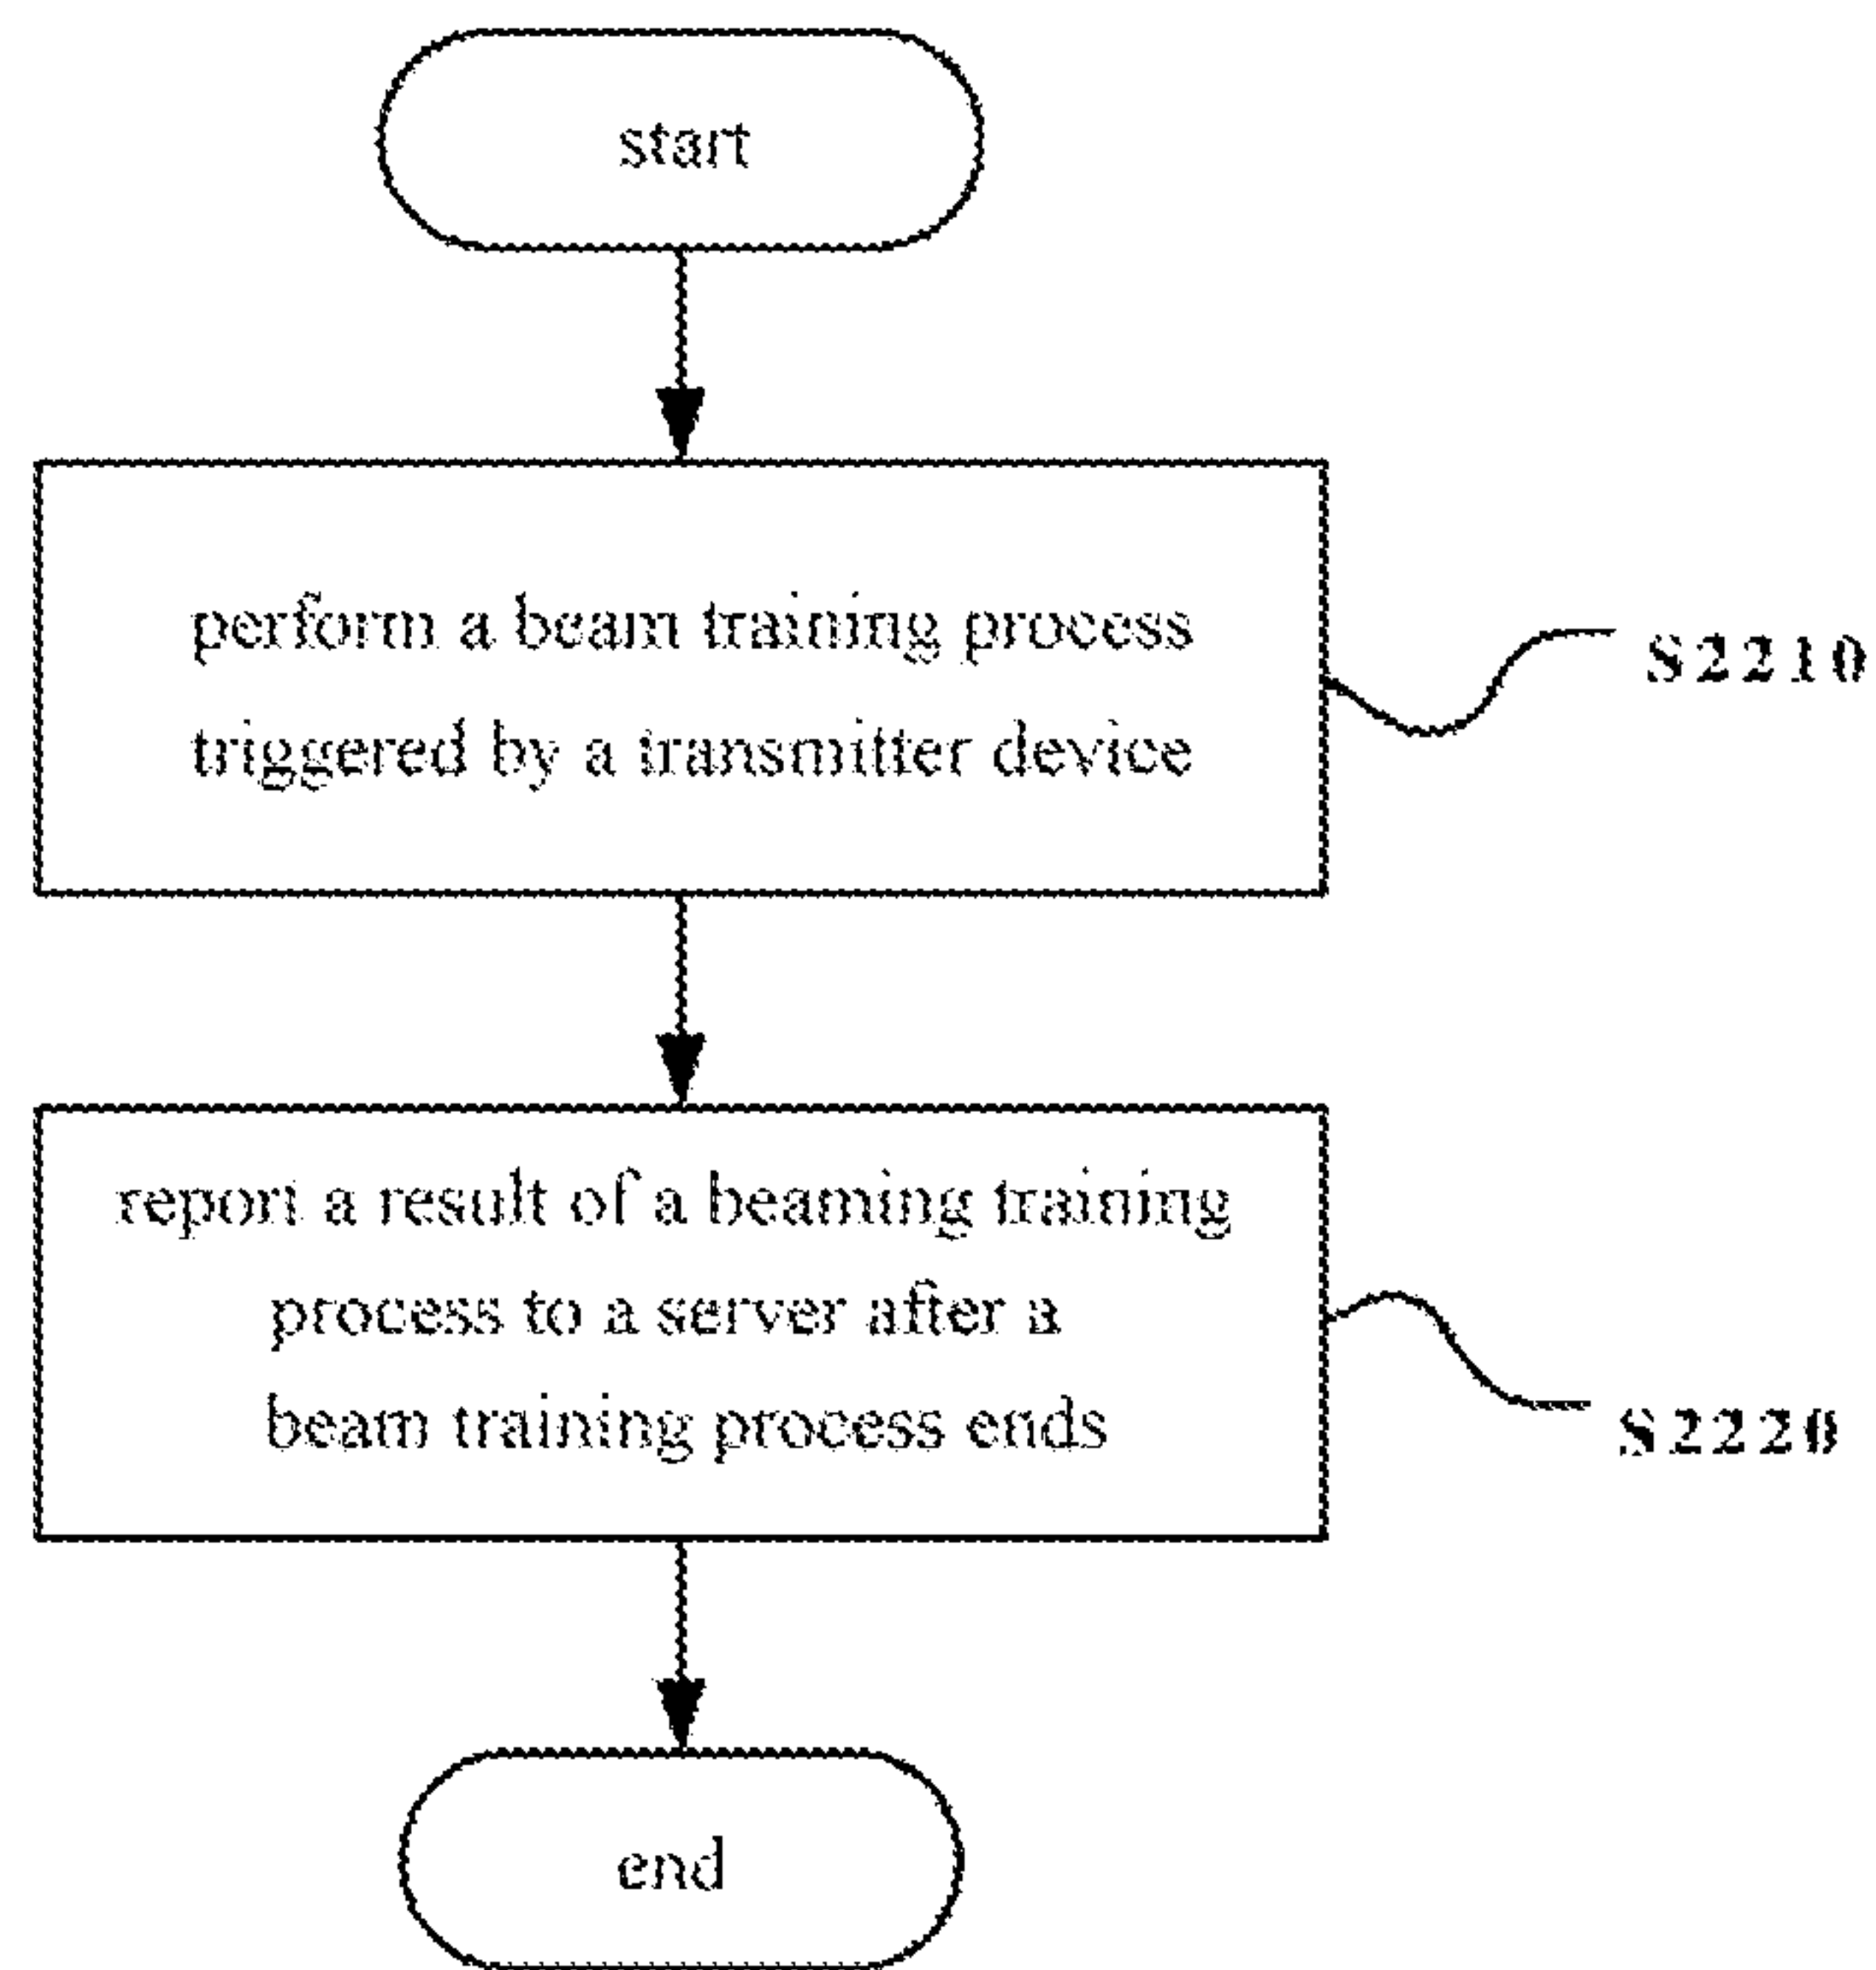 start
perform a beam training process
triggered by a transmitter device
S2210
report a result of a beaming training
process to a server after a
beam training process ends
S2220
end